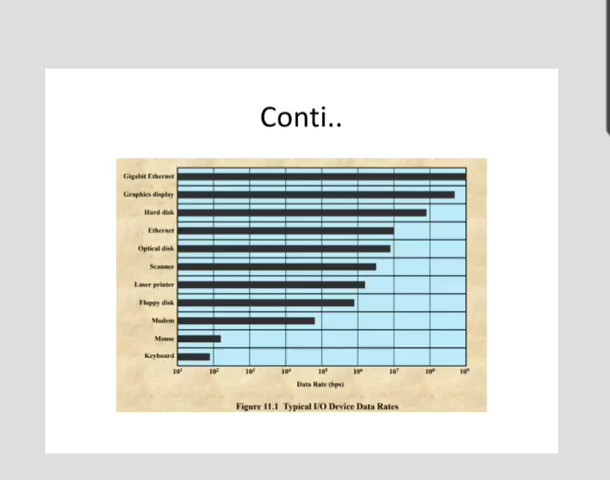 Conti..
Gigabit Ethernet
Graphics display
Hard disk
Ethernet
Optical disk
Scanner
Laser printer
Floppy disk
Modem
Mouse
Keyboard
10¹ 10² 10³ 10⁴ 10⁵ 10⁶ 10⁷ 10⁸ 10⁹
Data Rate (bps)
Figure 11.1 Typical I/O Device Data Rates